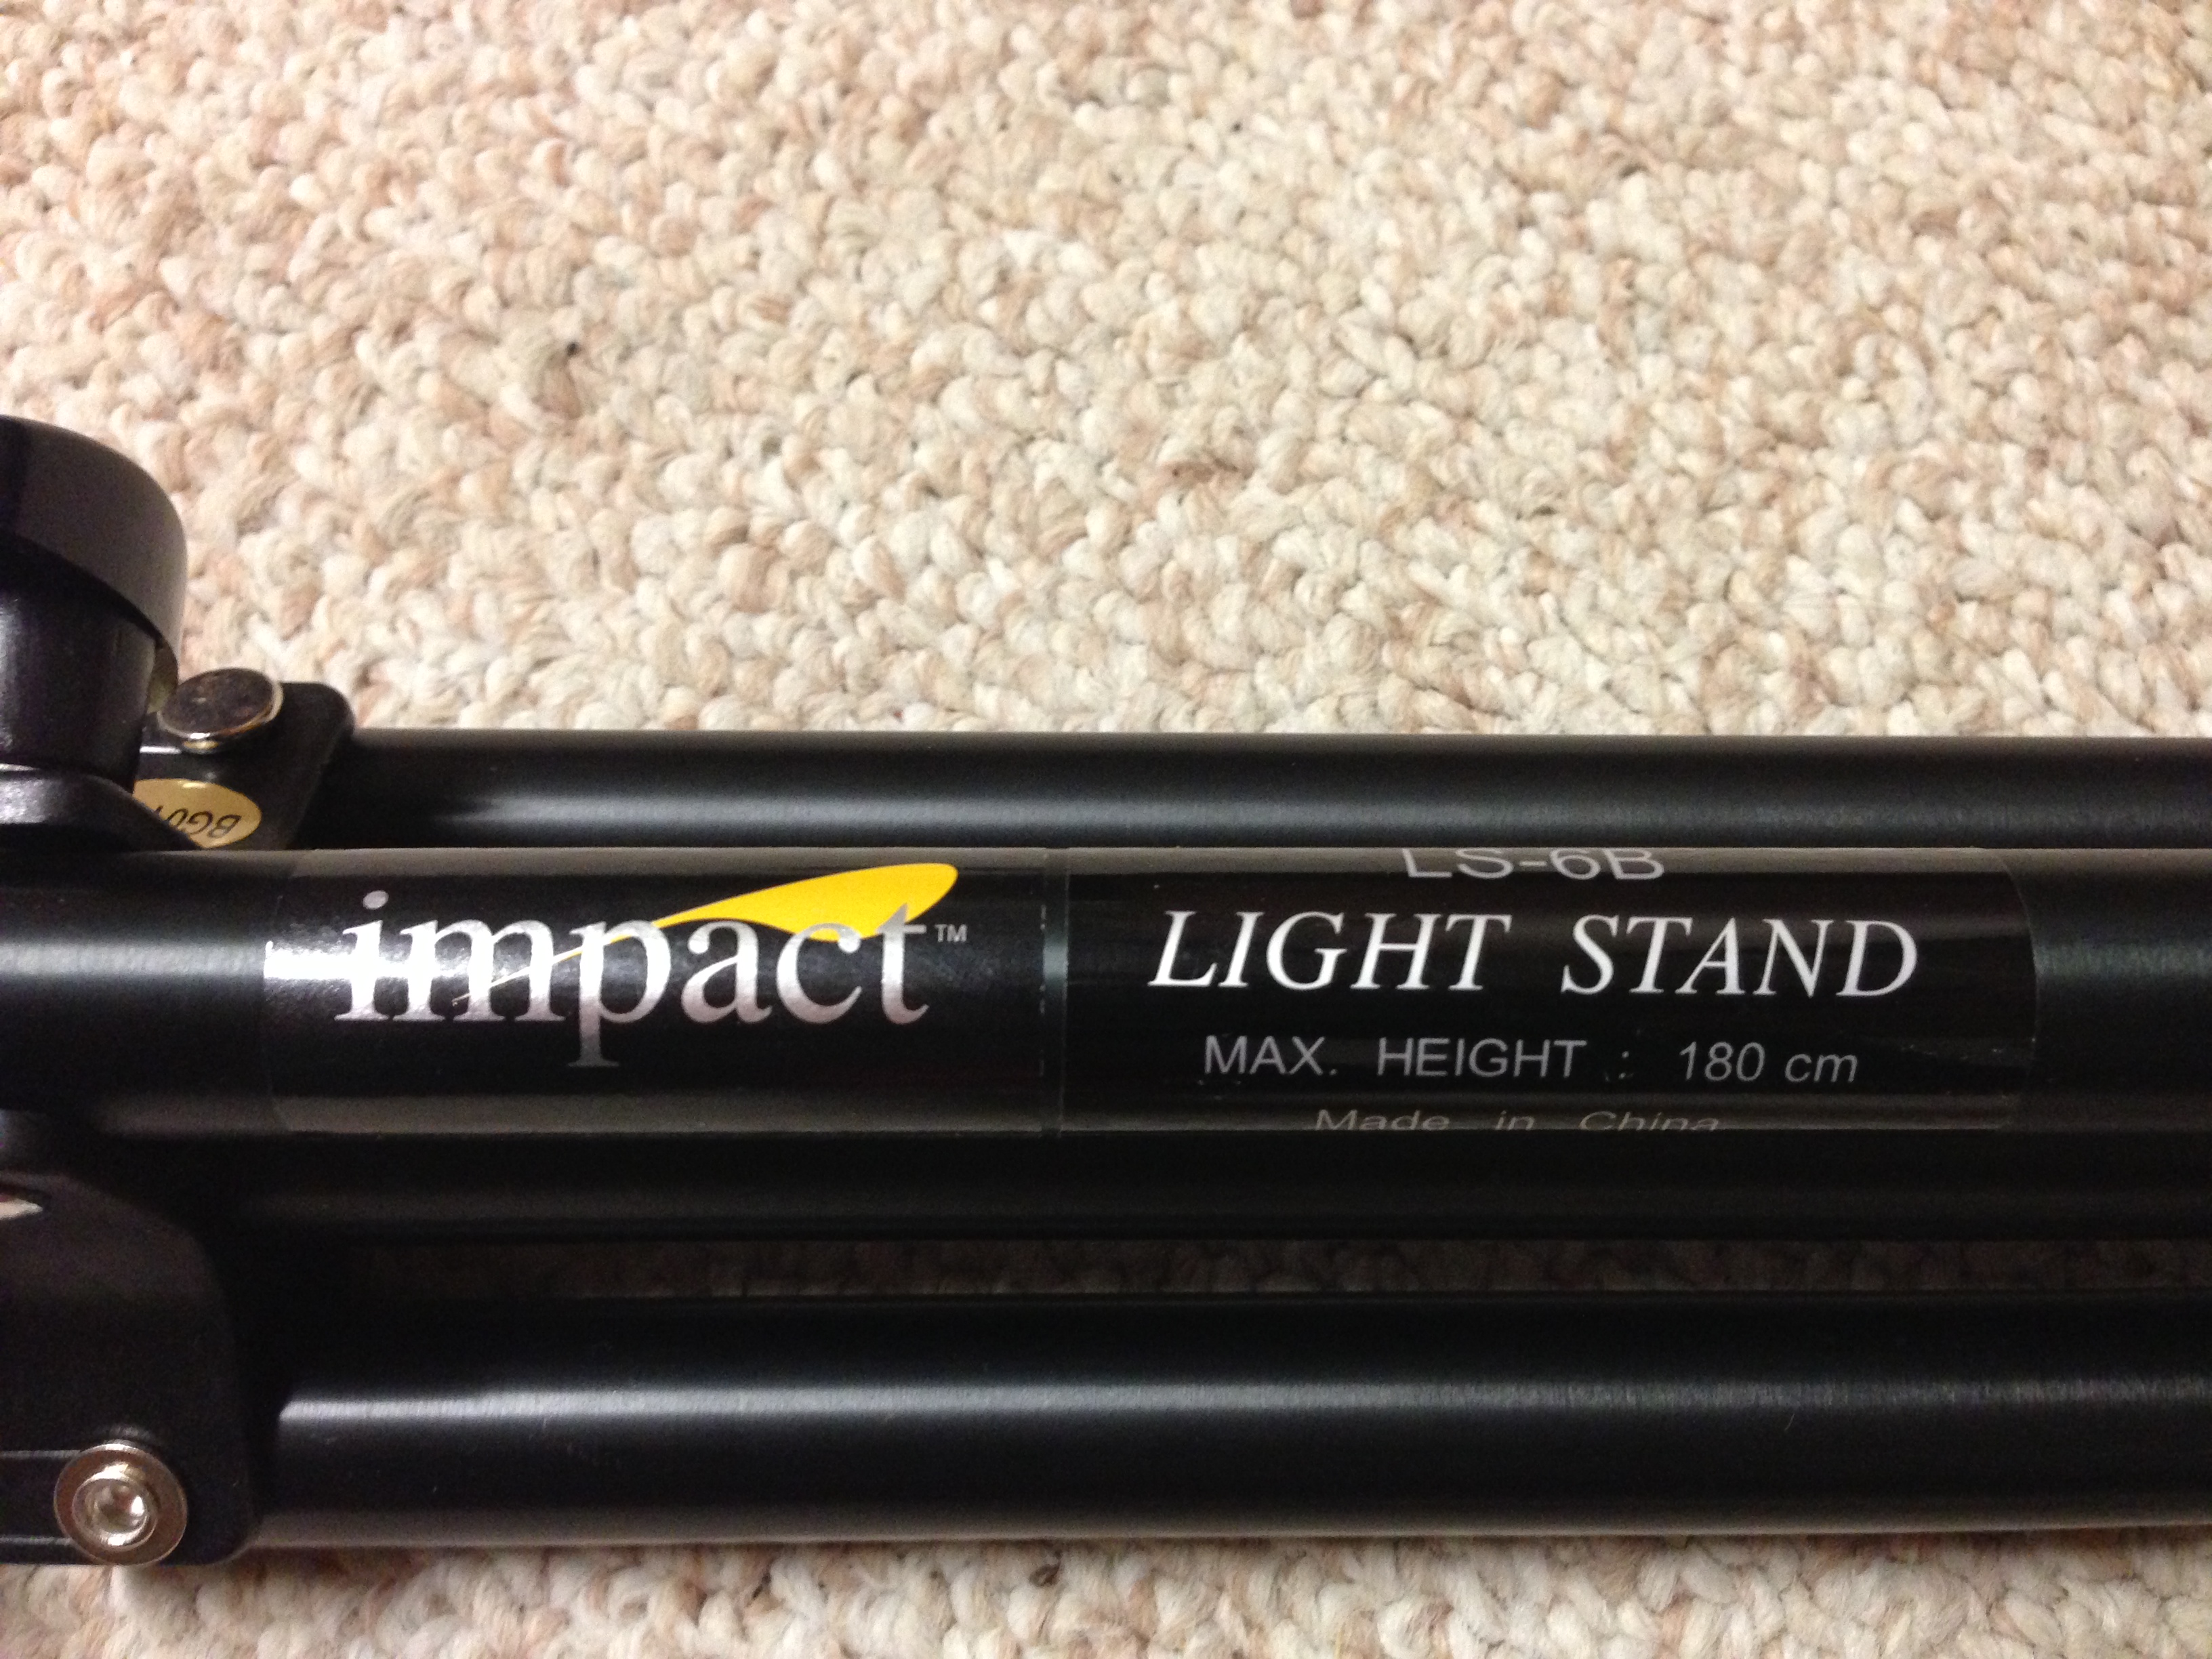 impact™
LS-6B
LIGHT STAND
MAX. HEIGHT : 180 cm
Made in China